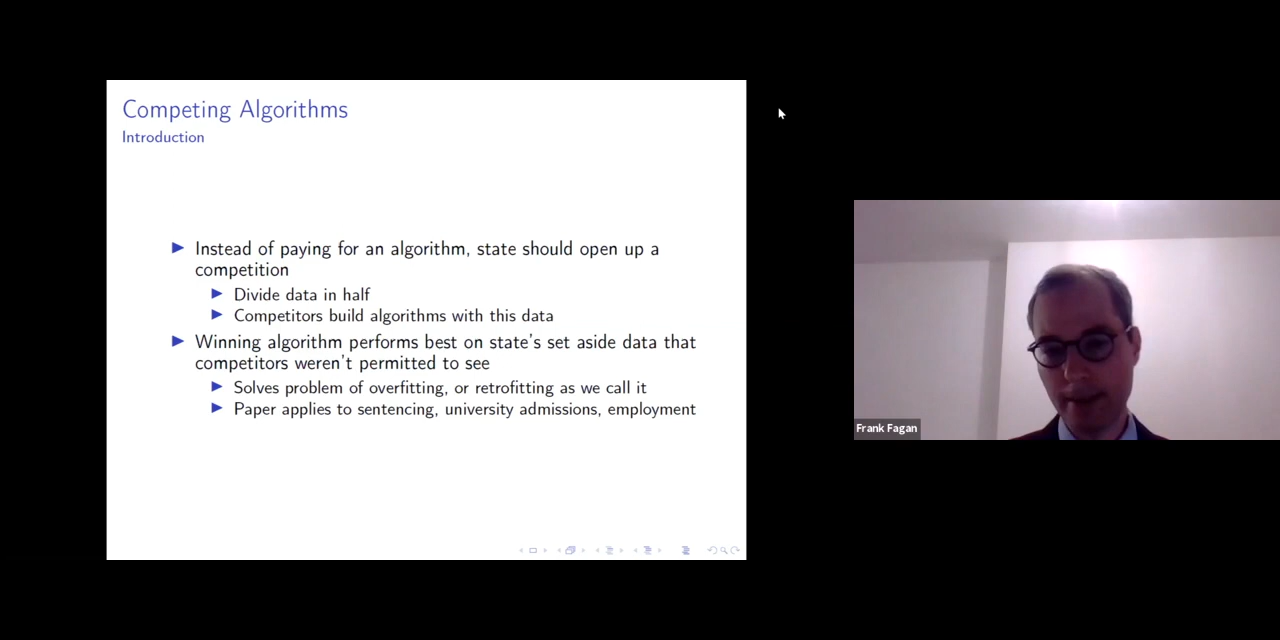 Competing Algorithms
Introduction
Instead of paying for an algorithm, state should open up a
competition
Divide data in half
Competitors build algorithms with this data
Winning algorithm performs best on state's set aside data that
competitors weren't permitted to see
Solves problem of overfitting, or retrofitting as we call it
Paper applies to sentencing, university admissions, employment
Frank Fagan